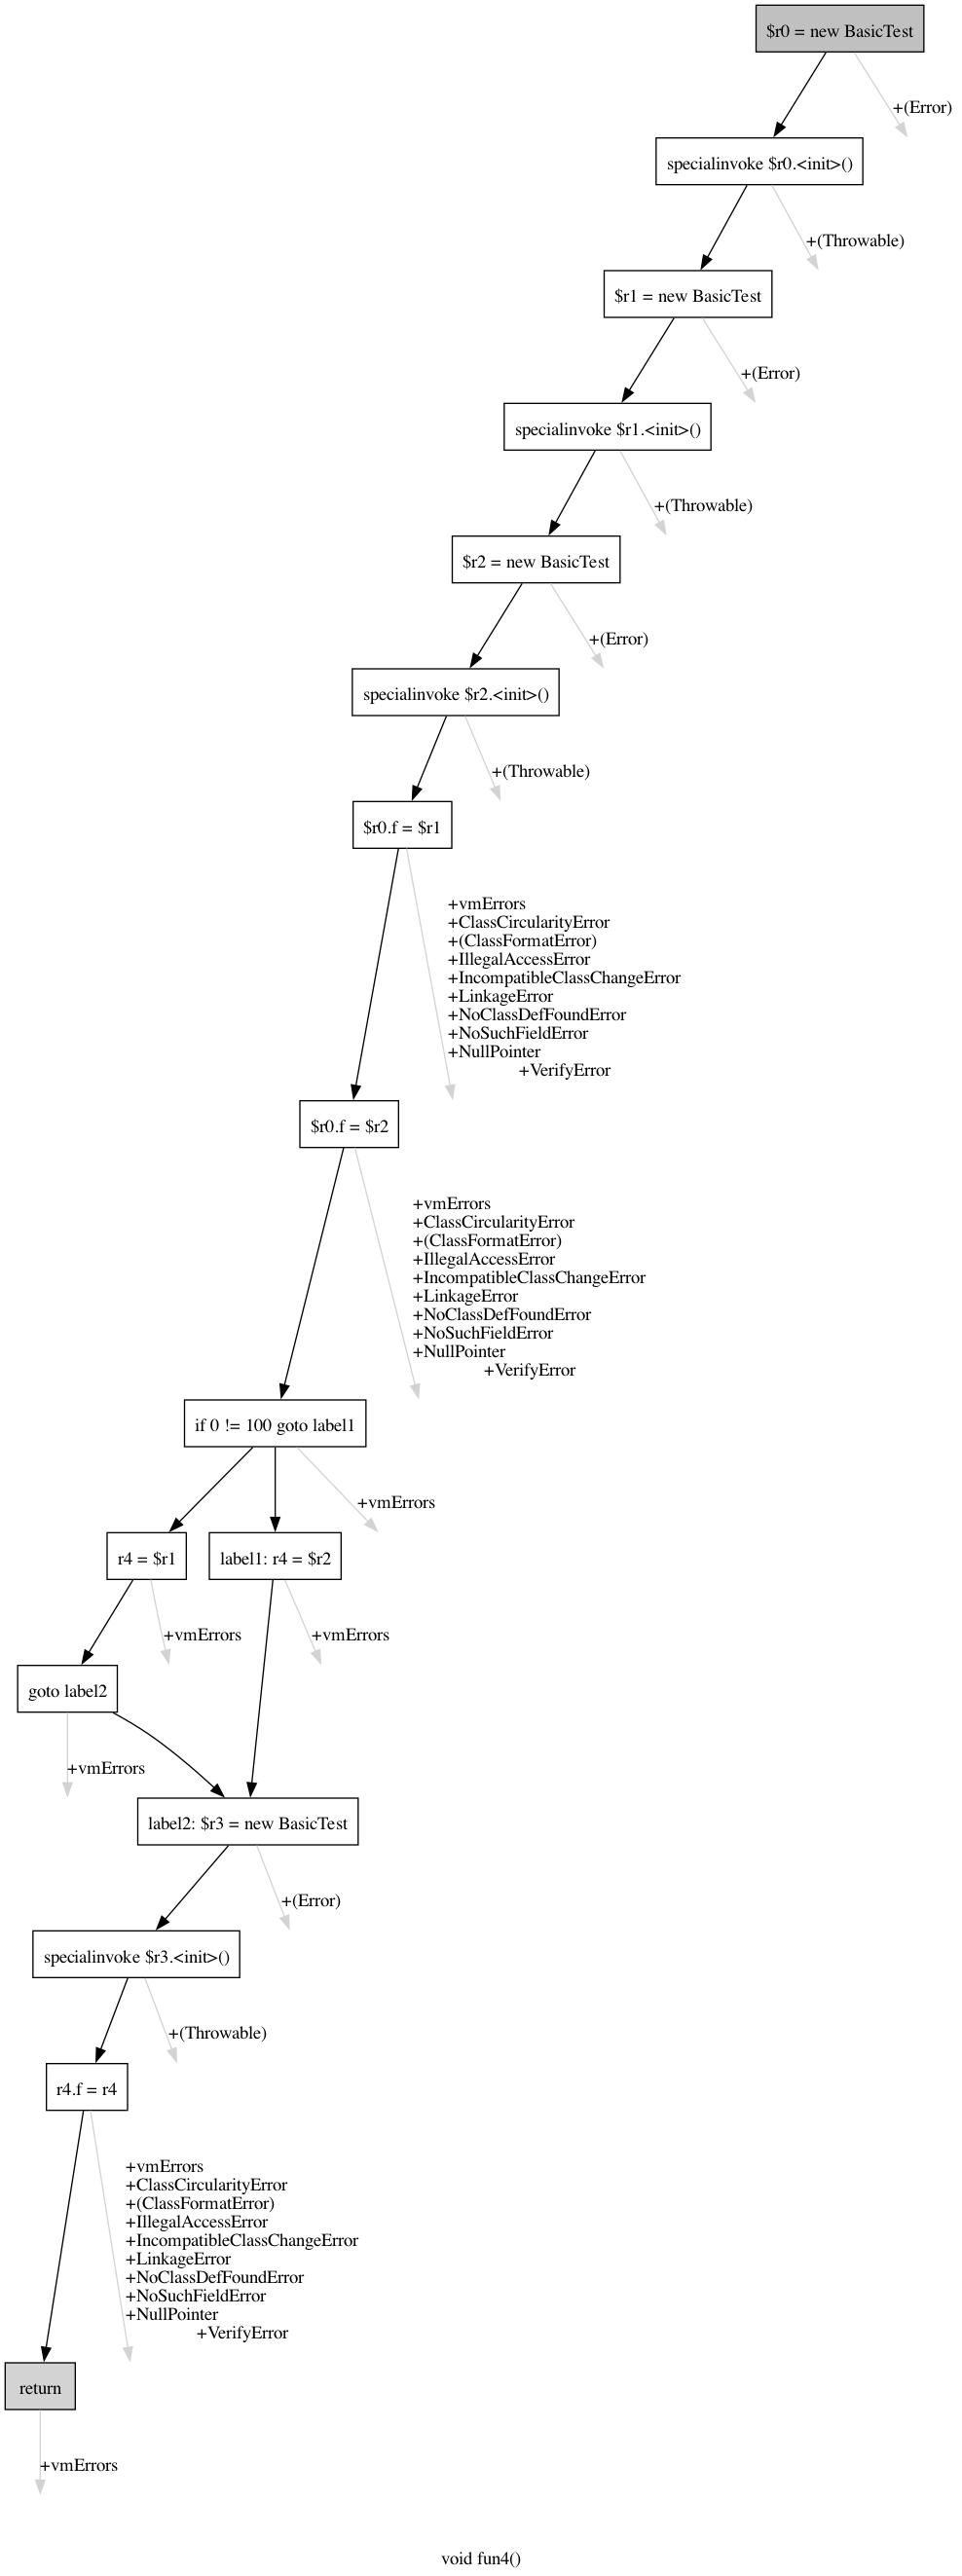 $r0 = new BasicTest
+(Error)
specialinvoke $r0.<init>()
+(Throwable)
$r1 = new BasicTest
+(Error)
specialinvoke $r1.<init>()
+(Throwable)
$r2 = new BasicTest
+(Error)
specialinvoke $r2.<init>()
+(Throwable)
$r0.f = $r1
+vmErrors
+ClassCircularityError
+(ClassFormatError)
+IllegalAccessError
+IncompatibleClassChangeError
+LinkageError
+NoClassDefFoundError
+NoSuchFieldError
+NullPointer
+VerifyError
$r0.f = $r2
+vmErrors
+ClassCircularityError
+(ClassFormatError)
+IllegalAccessError
+IncompatibleClassChangeError
+LinkageError
+NoClassDefFoundError
+NoSuchFieldError
+NullPointer
+VerifyError
if 0 != 100 goto label1
+vmErrors
r4 = $r1
label1: r4 = $r2
+vmErrors
+vmErrors
goto label2
+vmErrors
label2: $r3 = new BasicTest
+(Error)
specialinvoke $r3.<init>()
+(Throwable)
r4.f = r4
+vmErrors
+ClassCircularityError
+(ClassFormatError)
+IllegalAccessError
+IncompatibleClassChangeError
+LinkageError
+NoClassDefFoundError
+NoSuchFieldError
+NullPointer
+VerifyError
return
+vmErrors
void fun4()